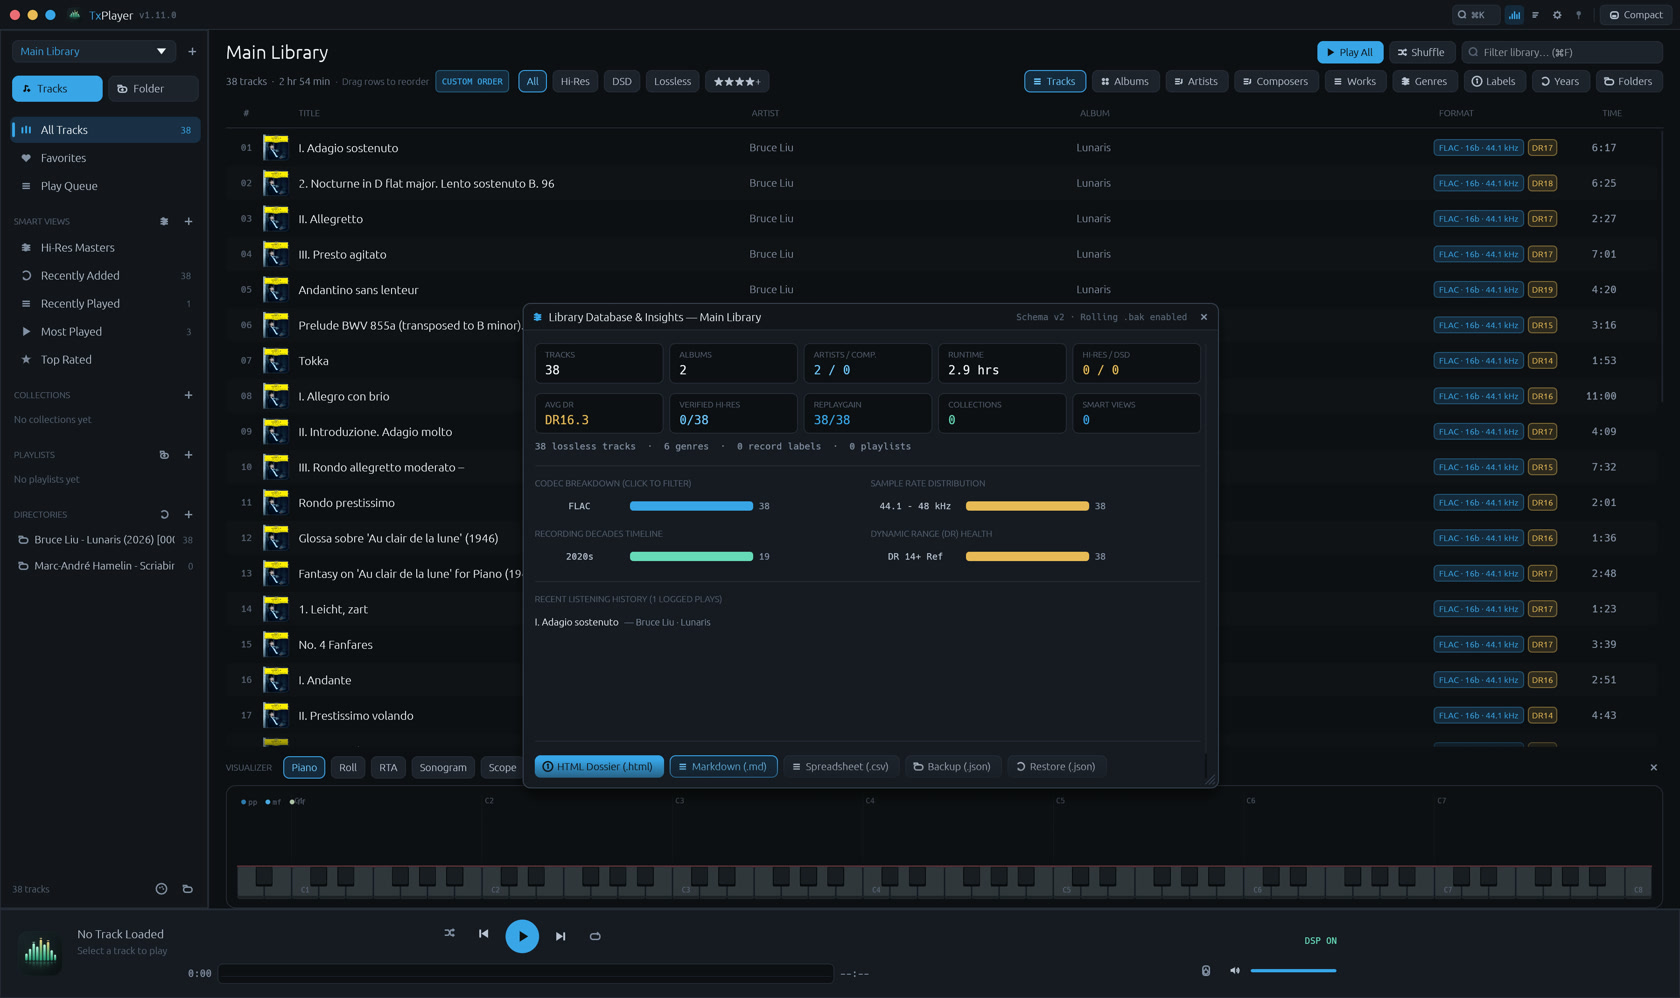 TxPlayer v1.11.0
⌘K
Compact
Main Library
Tracks
Folder
All Tracks 38
Favorites
Play Queue
SMART VIEWS
Hi-Res Masters
Recently Added 38
Recently Played 1
Most Played 3
Top Rated
COLLECTIONS
No collections yet
PLAYLISTS
No playlists yet
DIRECTORIES
Bruce Liu - Lunaris (2026) [00 38
Marc-André Hamelin - Scriabir 0
38 tracks
Main Library
Play All
Shuffle
Filter library... (⌘F)
38 tracks · 2 hr 54 min · Drag rows to reorder
CUSTOM ORDER
All
Hi-Res
DSD
Lossless
★★★★+
Tracks
Albums
Artists
Composers
Works
Genres
Labels
Years
Folders
# TITLE ARTIST ALBUM FORMAT TIME
01 I. Adagio sostenuto Bruce Liu Lunaris FLAC · 16b · 44.1 kHz DR17 6:17
02 2. Nocturne in D flat major. Lento sostenuto B. 96 Bruce Liu Lunaris FLAC · 16b · 44.1 kHz DR18 6:25
03 II. Allegretto Bruce Liu Lunaris FLAC · 16b · 44.1 kHz DR17 2:27
04 III. Presto agitato Bruce Liu Lunaris FLAC · 16b · 44.1 kHz DR17 7:01
05 Andantino sans lenteur Bruce Liu Lunaris FLAC · 16b · 44.1 kHz DR19 4:20
06 Prelude BWV 855a (transposed to B minor). FLAC · 16b · 44.1 kHz DR15 3:16
07 Tokka FLAC · 16b · 44.1 kHz DR14 1:53
08 I. Allegro con brio FLAC · 16b · 44.1 kHz DR16 11:00
09 II. Introduzione. Adagio molto FLAC · 16b · 44.1 kHz DR17 4:09
10 III. Rondo allegretto moderato – FLAC · 16b · 44.1 kHz DR15 7:32
11 Rondo prestissimo FLAC · 16b · 44.1 kHz DR16 2:01
12 Glossa sobre 'Au clair de la lune' (1946) FLAC · 16b · 44.1 kHz DR16 1:36
13 Fantasy on 'Au clair de la lune' for Piano (19 FLAC · 16b · 44.1 kHz DR17 2:48
14 1. Leicht, zart FLAC · 16b · 44.1 kHz DR17 1:23
15 No. 4 Fanfares FLAC · 16b · 44.1 kHz DR17 3:39
16 I. Andante FLAC · 16b · 44.1 kHz DR16 2:51
17 II. Prestissimo volando FLAC · 16b · 44.1 kHz DR14 4:43
Library Database & Insights — Main Library
Schema v2 · Rolling .bak enabled
TRACKS 38
ALBUMS 2
ARTISTS / COMP. 2 / 0
RUNTIME 2.9 hrs
HI-RES / DSD 0 / 0
AVG DR DR16.3
VERIFIED HI-RES 0/38
REPLAYGAIN 38/38
COLLECTIONS 0
SMART VIEWS 0
38 lossless tracks · 6 genres · 0 record labels · 0 playlists
CODEC BREAKDOWN (CLICK TO FILTER)
FLAC 38
SAMPLE RATE DISTRIBUTION
44.1 - 48 kHz 38
RECORDING DECADES TIMELINE
2020s 19
DYNAMIC RANGE (DR) HEALTH
DR 14+ Ref 38
RECENT LISTENING HISTORY (1 LOGGED PLAYS)
I. Adagio sostenuto — Bruce Liu · Lunaris
HTML Dossier (.html)
Markdown (.md)
Spreadsheet (.csv)
Backup (.json)
Restore (.json)
VISUALIZER
Piano
Roll
RTA
Sonogram
Scope
pp mf
C2 C3 C4 C5 C6 C7
C1 C2 C3 C4 C5 C6 C7 C8
No Track Loaded
Select a track to play
0:00
--:--
DSP ON